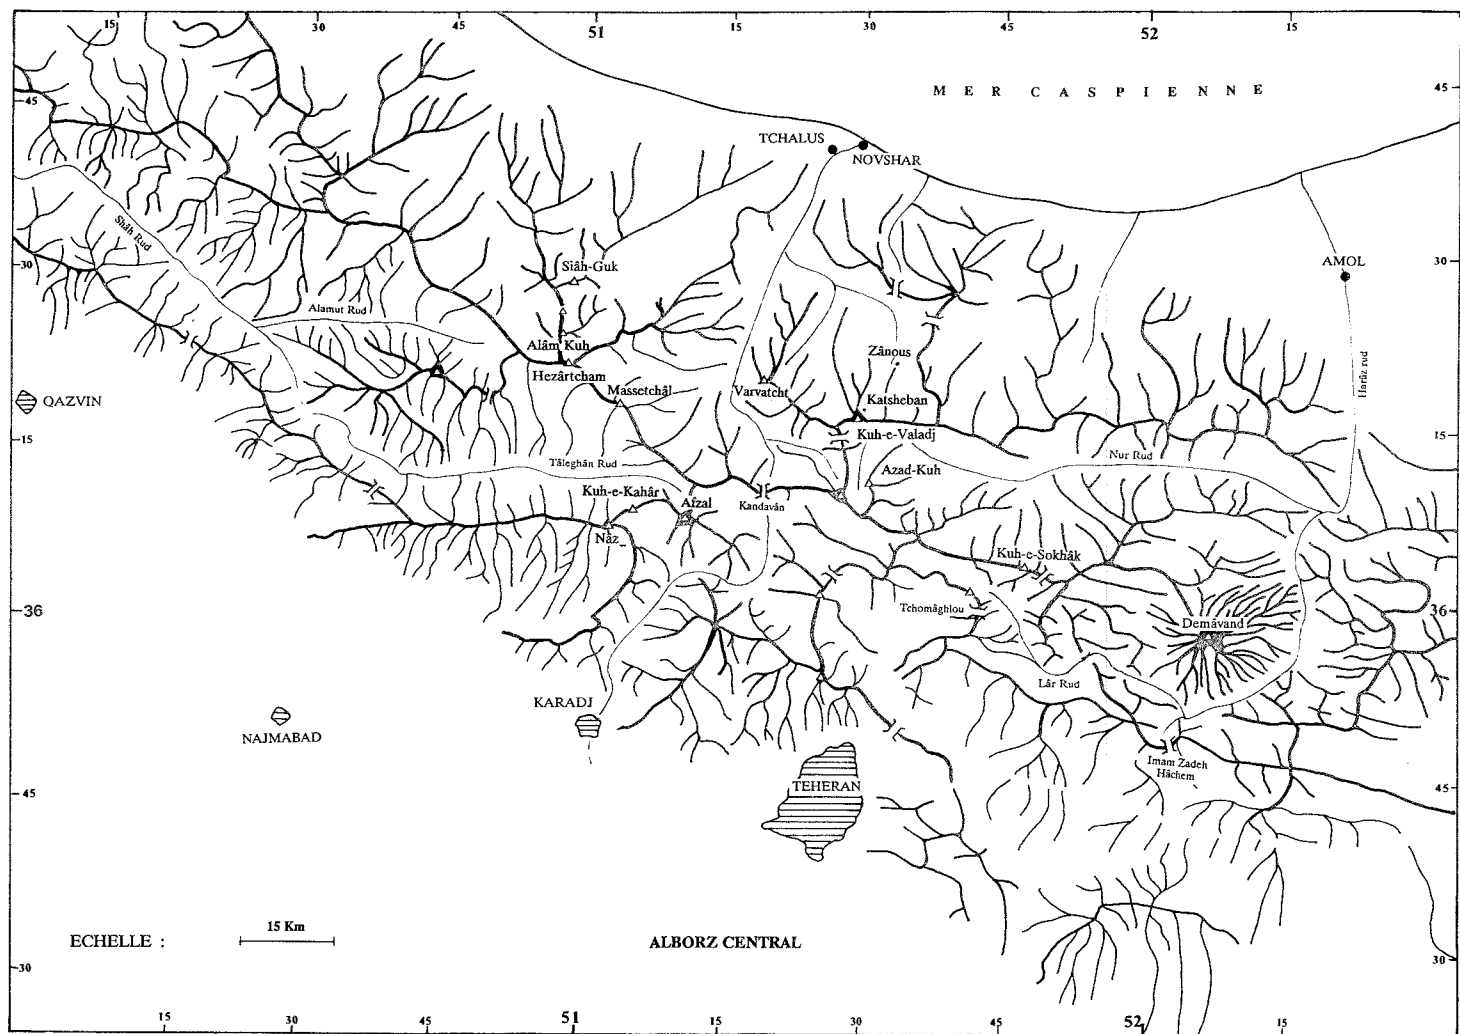 15 30 45 51 15 30 45 52 15
45 MER CASPIENNE 45
TCHALUS
NOVSHAR
Shâh Rud
30 Siâh-Guk AMOL 30
Alamut Rud
Alâm Kuh
Zânous
Hezârtcham
Massetchâl
Varvatcht
Harâz rud
QAZVIN
Katsheban
15 Kuh-e-Valadj 15
Nur Rud
Tâleghân Rud
Azad-Kuh
Kuh-e-Kahâr
Afzal
Kandavân
Nâz
Kuh-e-Sokhâk
36 Tchomâghlou 36
Demâvand
Lâr Rud
KARADJ
NAJMABAD
Imam Zadeh
Hâchem
TEHERAN
45 45
15 Km
ECHELLE :
ALBORZ CENTRAL
30 30
15 30 45 51 15 30 45 52 15